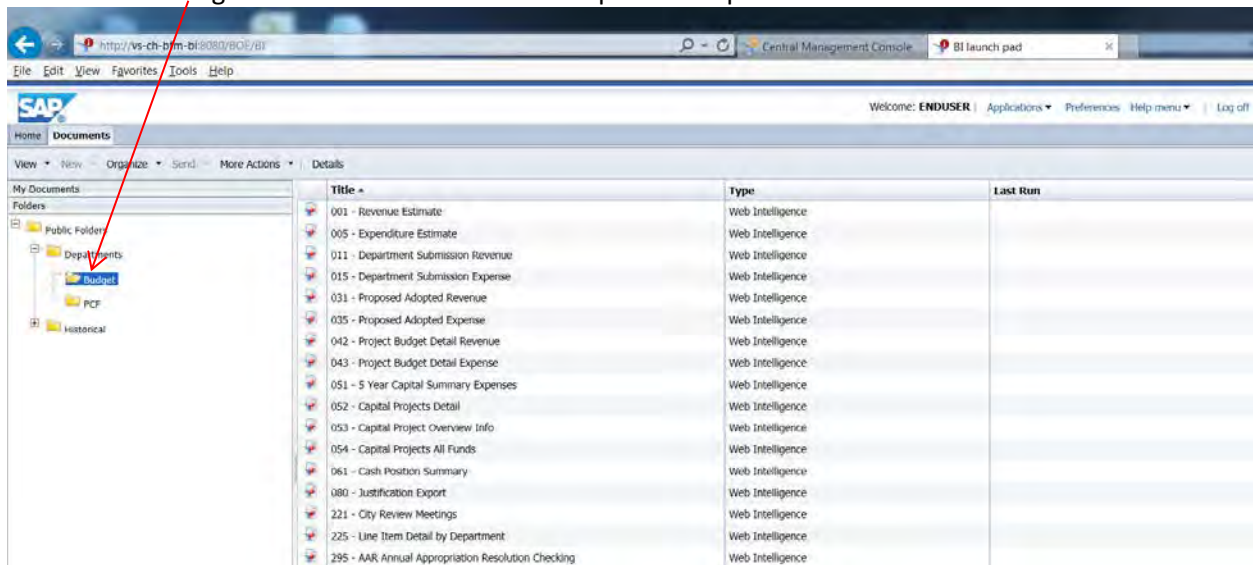 http://vs-ch-bfm-bi:8080/BOE/BI
Central Management Console
BI launch pad
File Edit View Favorites Tools Help
SAP
Welcome: ENDUSER | Applications Preferences Help menu | Log off
Home Documents
View New Organize Send More Actions Details
My Documents
Folders
Public Folders
Departments
Budget
PCF
Historical
Title Type Last Run
001 - Revenue Estimate Web Intelligence
005 - Expenditure Estimate Web Intelligence
011 - Department Submission Revenue Web Intelligence
015 - Department Submission Expense Web Intelligence
031 - Proposed Adopted Revenue Web Intelligence
035 - Proposed Adopted Expense Web Intelligence
042 - Project Budget Detail Revenue Web Intelligence
043 - Project Budget Detail Expense Web Intelligence
051 - 5 Year Capital Summary Expenses Web Intelligence
052 - Capital Projects Detail Web Intelligence
053 - Capital Project Overview Info Web Intelligence
054 - Capital Projects All Funds Web Intelligence
061 - Cash Position Summary Web Intelligence
080 - Justification Export Web Intelligence
221 - City Review Meetings Web Intelligence
225 - Line Item Detail by Department Web Intelligence
295 - AAR Annual Appropriation Resolution Checking Web Intelligence